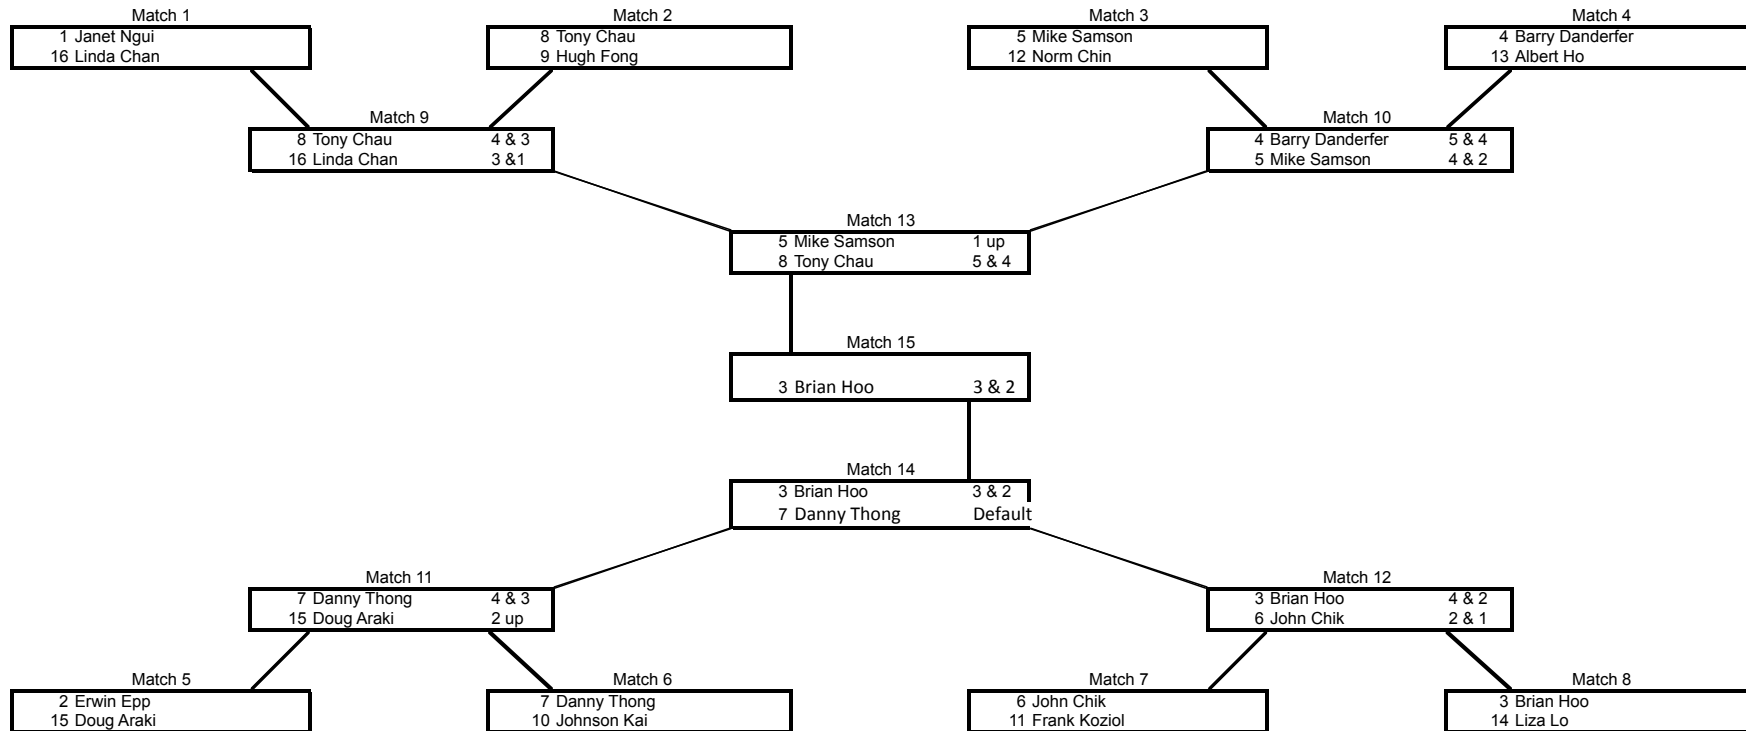 Match 1
1 Janet Ngui
16 Linda Chan
Match 2
8 Tony Chau
9 Hugh Fong
Match 3
5 Mike Samson
12 Norm Chin
Match 4
4 Barry Danderfer
13 Albert Ho
Match 9
8 Tony Chau 4 & 3
16 Linda Chan 3 &1
Match 10
4 Barry Danderfer 5 & 4
5 Mike Samson 4 & 2
Match 13
5 Mike Samson 1 up
8 Tony Chau 5 & 4
Match 15
3 Brian Hoo 3 & 2
Match 14
3 Brian Hoo 3 & 2
7 Danny Thong Default
Match 11
7 Danny Thong 4 & 3
15 Doug Araki 2 up
Match 12
3 Brian Hoo 4 & 2
6 John Chik 2 & 1
Match 5
2 Erwin Epp
15 Doug Araki
Match 6
7 Danny Thong
10 Johnson Kai
Match 7
6 John Chik
11 Frank Koziol
Match 8
3 Brian Hoo
14 Liza Lo